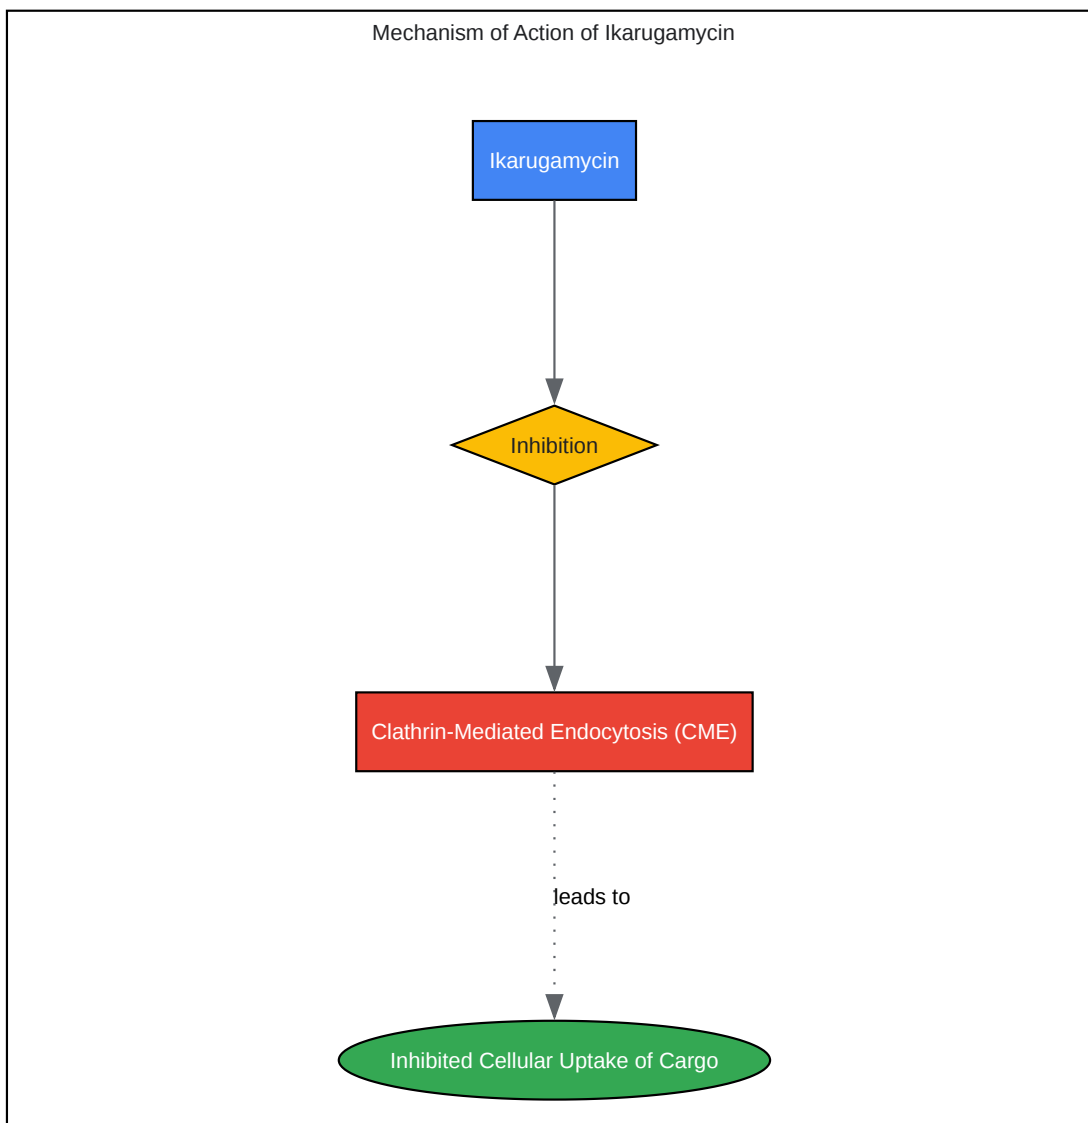 Mechanism of Action of Ikarugamycin
Ikarugamycin
Inhibition
Clathrin-Mediated Endocytosis (CME)
leads to
Inhibited Cellular Uptake of Cargo